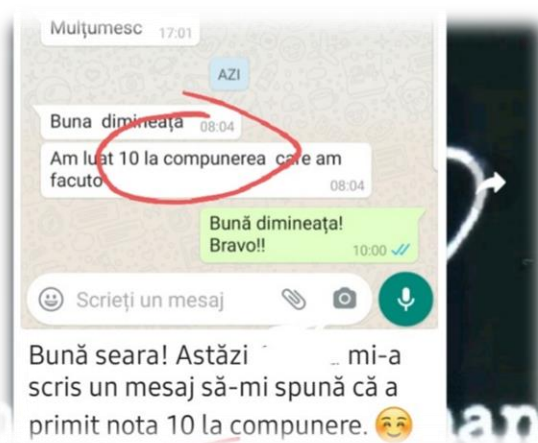 Mulțumesc 17:01
AZI
Buna dimineața 08:04
Am luat 10 la compunerea care am
facuto 08:04
Bună dimineața!
Bravo!! 10:00
Scrieți un mesaj
Bună seara! Astăzi mi-a
scris un mesaj să-mi spună că a
primit nota 10 la compunere.